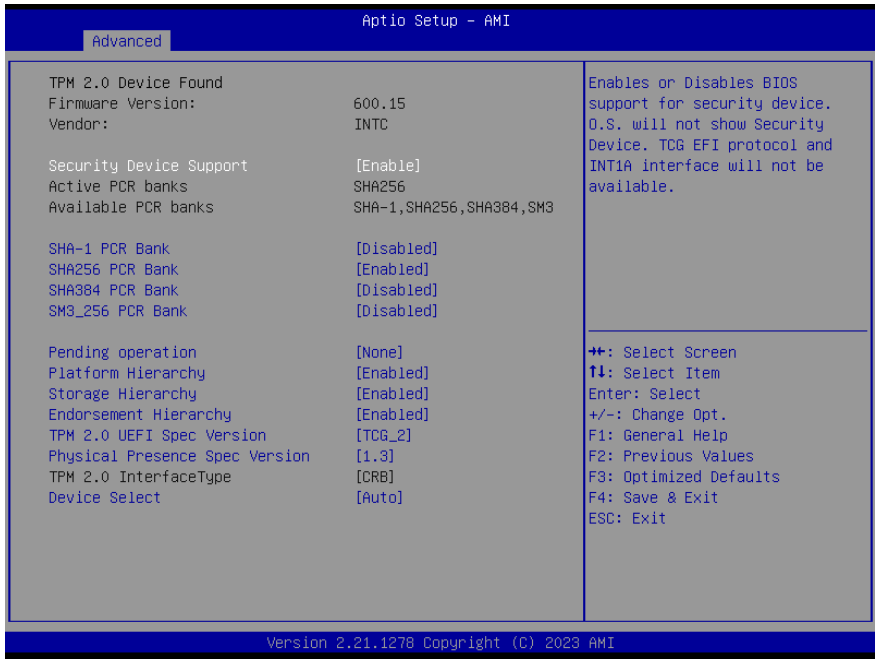 Aptio Setup – AMI
Advanced
TPM 2.0 Device Found
Firmware Version: 600.15
Vendor: INTC
Security Device Support [Enable]
Active PCR banks SHA256
Available PCR banks SHA-1,SHA256,SHA384,SM3
SHA-1 PCR Bank [Disabled]
SHA256 PCR Bank [Enabled]
SHA384 PCR Bank [Disabled]
SM3_256 PCR Bank [Disabled]
Pending operation [None]
Platform Hierarchy [Enabled]
Storage Hierarchy [Enabled]
Endorsement Hierarchy [Enabled]
TPM 2.0 UEFI Spec Version [TCG_2]
Physical Presence Spec Version [1.3]
TPM 2.0 InterfaceType [CRB]
Device Select [Auto]
Enables or Disables BIOS
support for security device.
O.S. will not show Security
Device. TCG EFI protocol and
INT1A interface will not be
available.
→←: Select Screen
↑↓: Select Item
Enter: Select
+/-: Change Opt.
F1: General Help
F2: Previous Values
F3: Optimized Defaults
F4: Save & Exit
ESC: Exit
Version 2.21.1278 Copyright (C) 2023 AMI